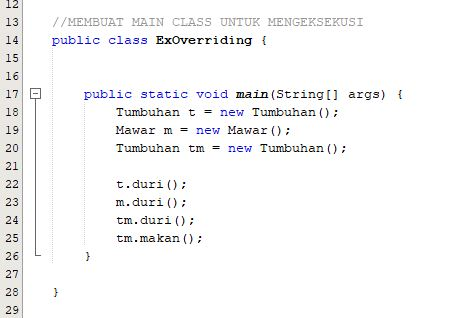 12
13 //MEMBUAT MAIN CLASS UNTUK MENGEKSEKUSI
14 public class ExOverriding {
15
16
17 public static void main(String[] args) {
18 Tumbuhan t = new Tumbuhan();
19 Mawar m = new Mawar();
20 Tumbuhan tm = new Tumbuhan();
21
22 t.duri();
23 m.duri();
24 tm.duri();
25 tm.makan();
26 }
27
28 }
29